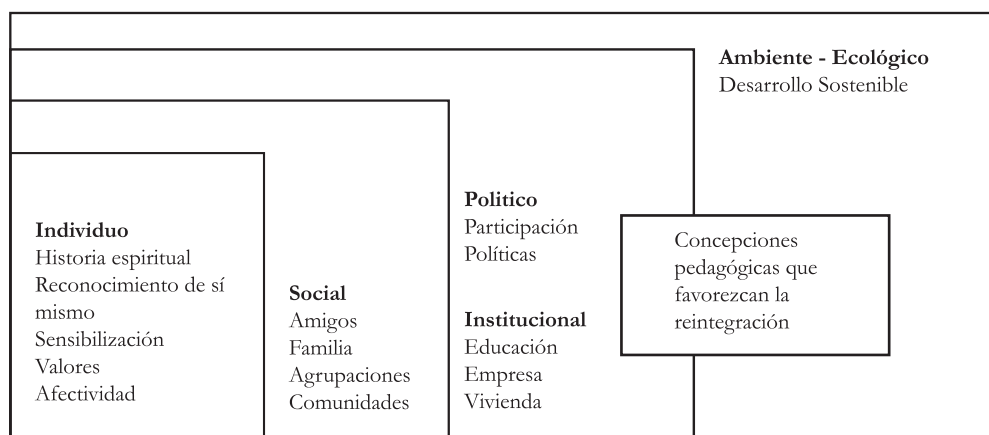 Ambiente - Ecológico
Desarrollo Sostenible
Individuo
Historia espiritual
Reconocimiento de sí
mismo
Sensibilización
Valores
Afectividad
Social
Amigos
Familia
Agrupaciones
Comunidades
Politico
Participación
Políticas
Institucional
Educación
Empresa
Vivienda
Concepciones
pedagógicas que
favorezcan la
reintegración